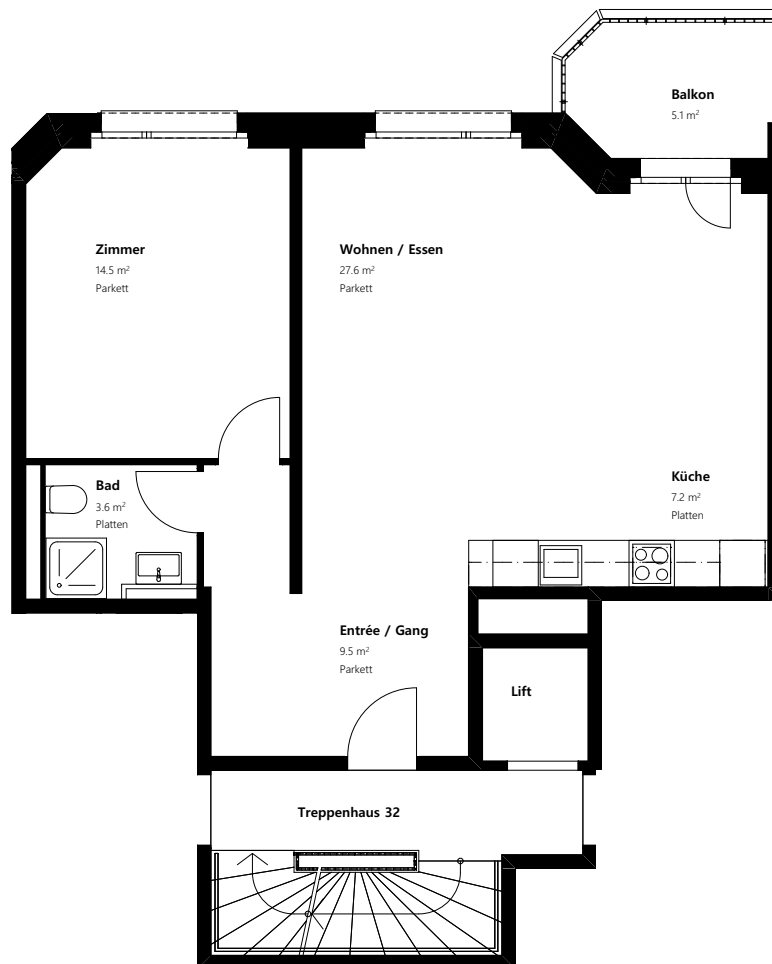 Balkon
5.1 m²
Zimmer
14.5 m²
Parkett
Wohnen / Essen
27.6 m²
Parkett
Küche
7.2 m²
Platten
Bad
3.6 m²
Platten
Entrée / Gang
9.5 m²
Parkett
Lift
Treppenhaus 32